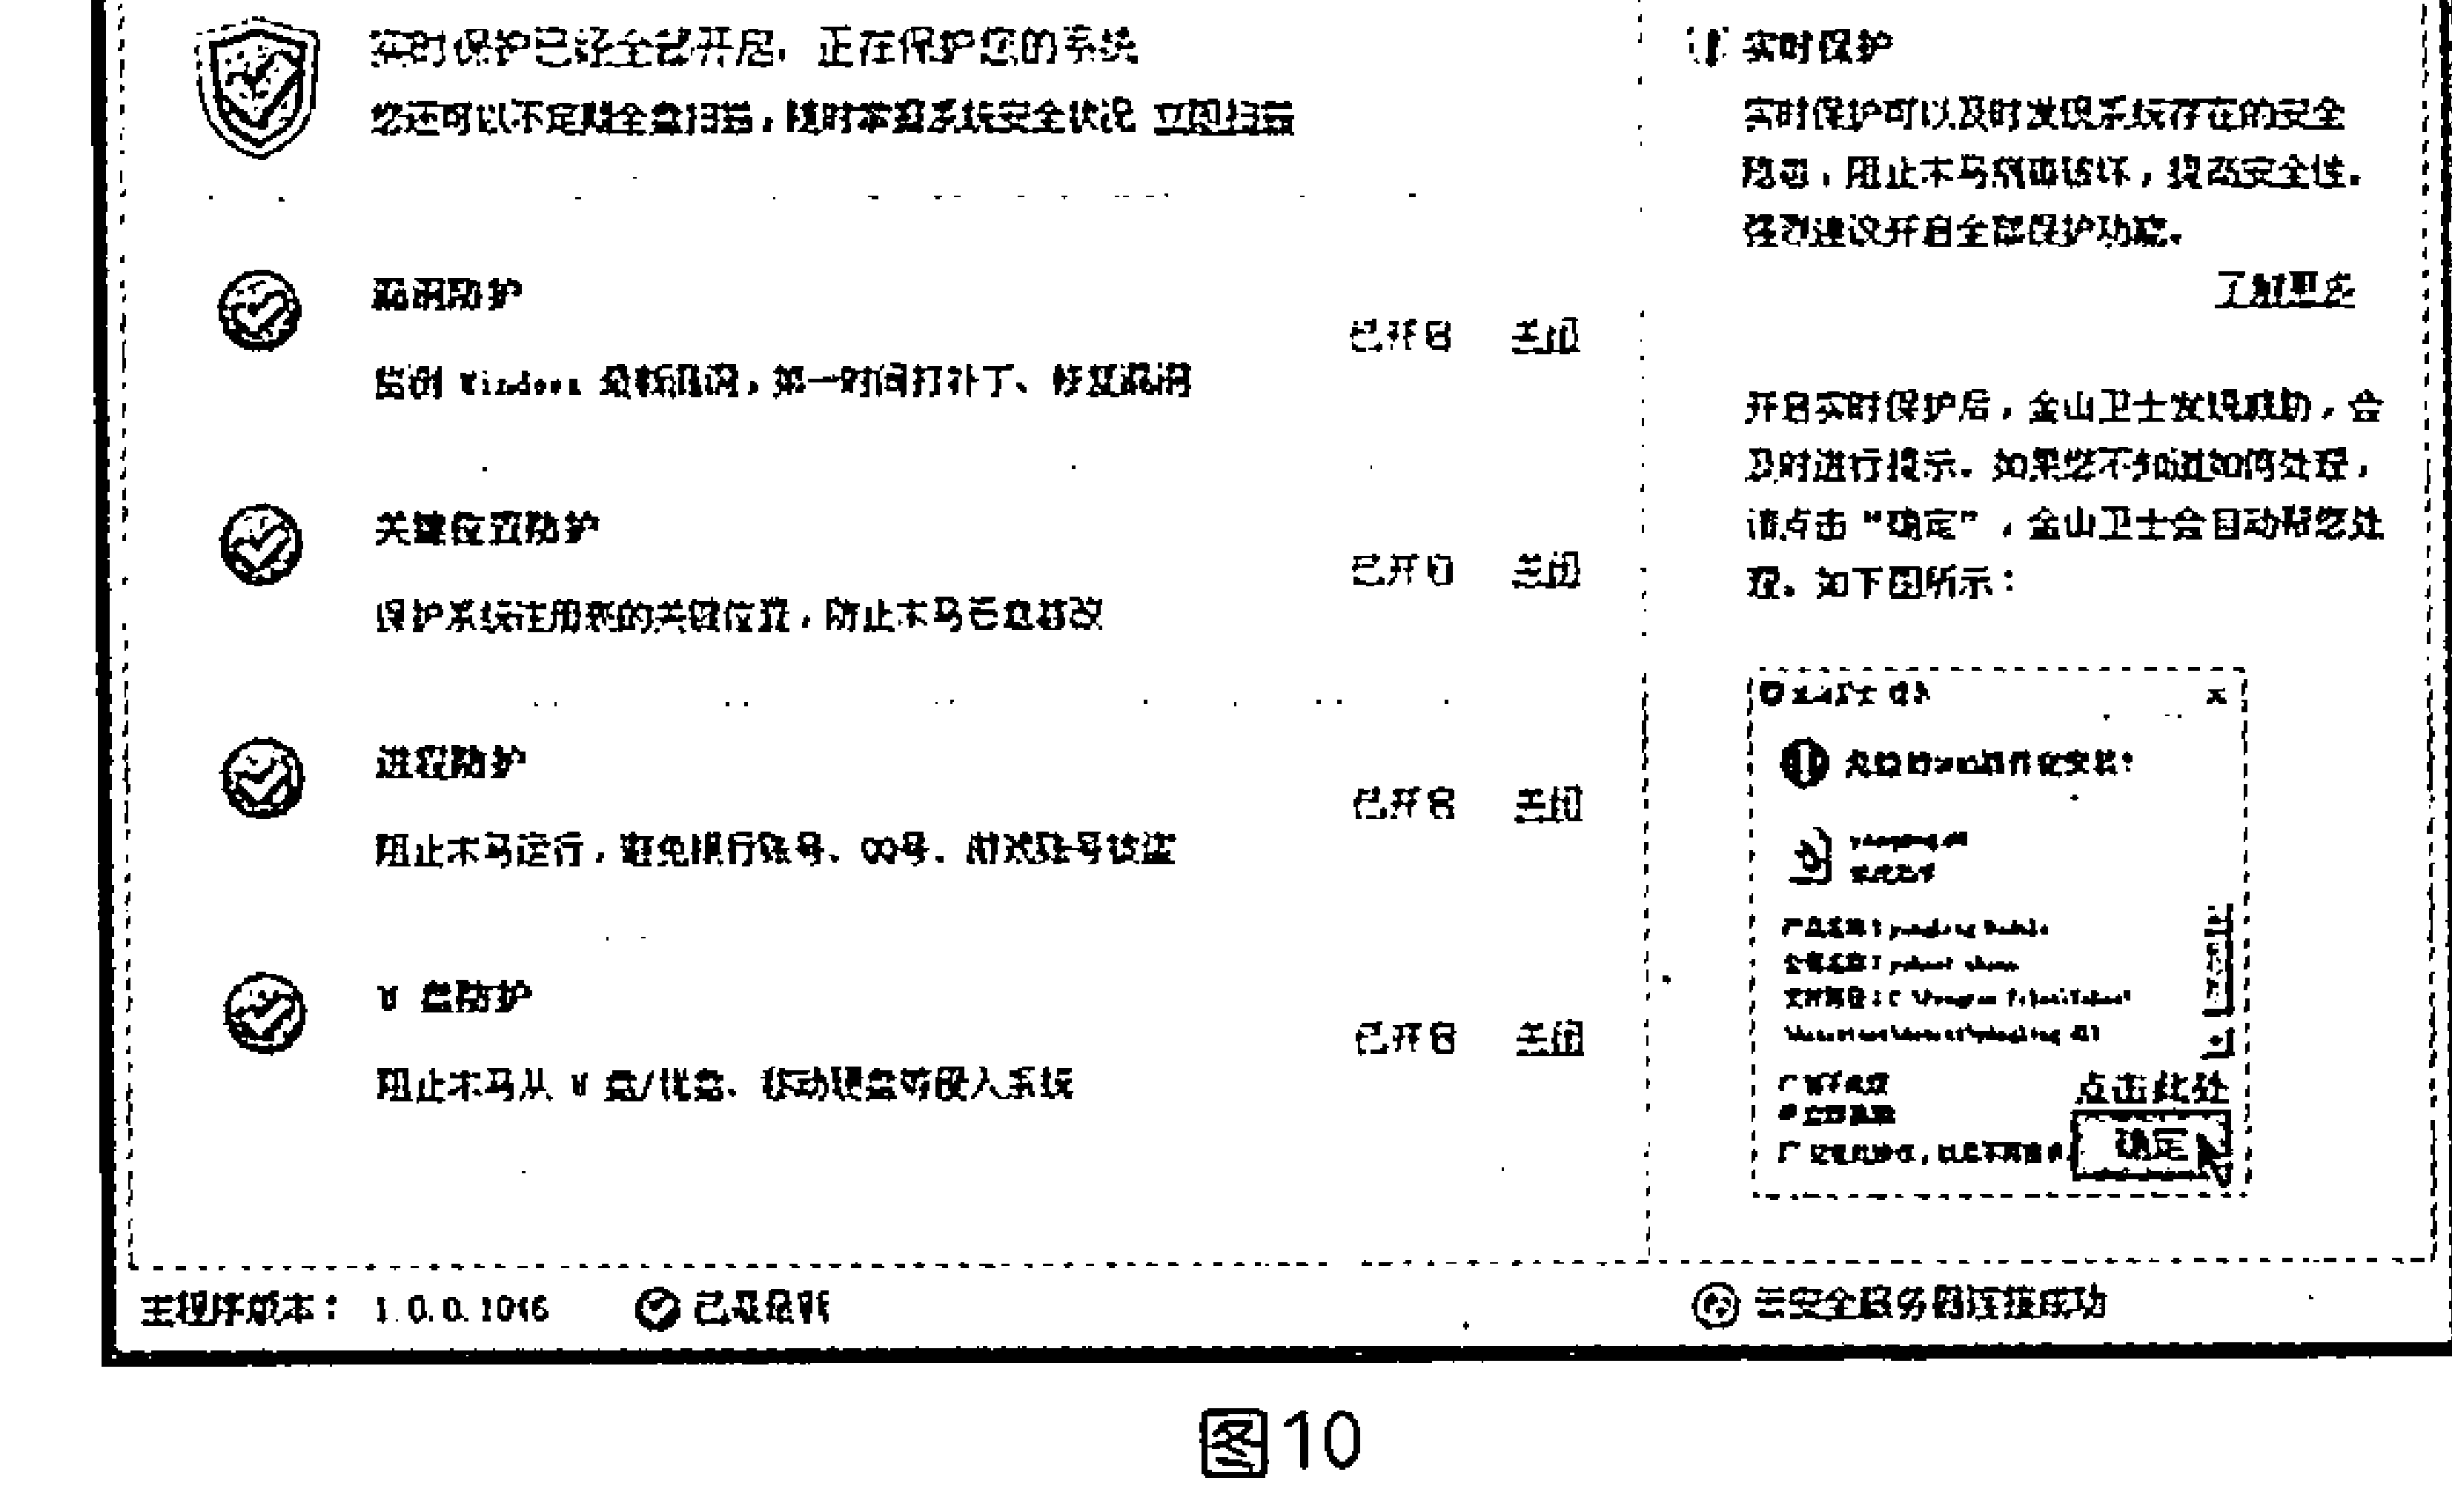 实时保护已经全部开启，正在保护您的系统
您还可以不定期全盘扫描，随时掌握系统安全状况 立即扫描
漏洞防护
已开启 关闭
监测 Windows 最新漏洞，第一时间打补丁、修复漏洞
关键位置防护
已开启 关闭
保护系统注册表的关键位置，防止木马恶意篡改
进程防护
已开启 关闭
阻止木马运行，避免银行账号、QQ号、游戏账号被盗
U 盘防护
已开启 关闭
阻止木马从 U 盘/优盘、移动硬盘等侵入系统
实时保护
实时保护可以及时发现系统存在的安全
隐患，阻止木马病毒破坏，提高安全性。
强烈建议开启全部保护功能。
了解更多
开启实时保护后，金山卫士发现威胁，会
及时进行提示。如果您不知道如何处理，
请点击“确定”，金山卫士会自动帮您处
理。如下图所示：
点击此处
确定
主程序版本： 1.0.0.1046 已是最新
云安全服务器连接成功
图10